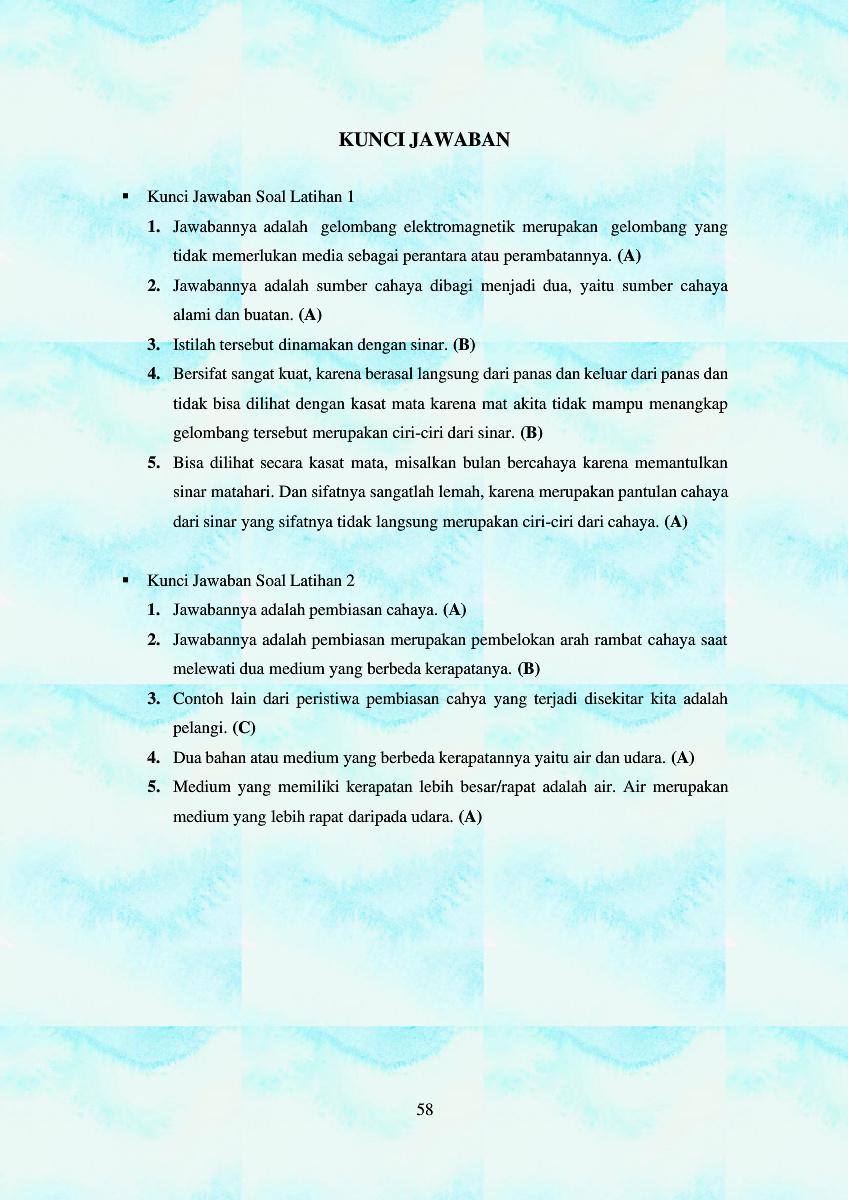 KUNCI JAWABAN
▪ Kunci Jawaban Soal Latihan 1
1. Jawabannya adalah gelombang elektromagnetik merupakan gelombang yang
tidak memerlukan media sebagai perantara atau perambatannya. (A)
2. Jawabannya adalah sumber cahaya dibagi menjadi dua, yaitu sumber cahaya
alami dan buatan. (A)
3. Istilah tersebut dinamakan dengan sinar. (B)
4. Bersifat sangat kuat, karena berasal langsung dari panas dan keluar dari panas dan
tidak bisa dilihat dengan kasat mata karena mat akita tidak mampu menangkap
gelombang tersebut merupakan ciri-ciri dari sinar. (B)
5. Bisa dilihat secara kasat mata, misalkan bulan bercahaya karena memantulkan
sinar matahari. Dan sifatnya sangatlah lemah, karena merupakan pantulan cahaya
dari sinar yang sifatnya tidak langsung merupakan ciri-ciri dari cahaya. (A)
▪ Kunci Jawaban Soal Latihan 2
1. Jawabannya adalah pembiasan cahaya. (A)
2. Jawabannya adalah pembiasan merupakan pembelokan arah rambat cahaya saat
melewati dua medium yang berbeda kerapatanya. (B)
3. Contoh lain dari peristiwa pembiasan cahya yang terjadi disekitar kita adalah
pelangi. (C)
4. Dua bahan atau medium yang berbeda kerapatannya yaitu air dan udara. (A)
5. Medium yang memiliki kerapatan lebih besar/rapat adalah air. Air merupakan
medium yang lebih rapat daripada udara. (A)
58